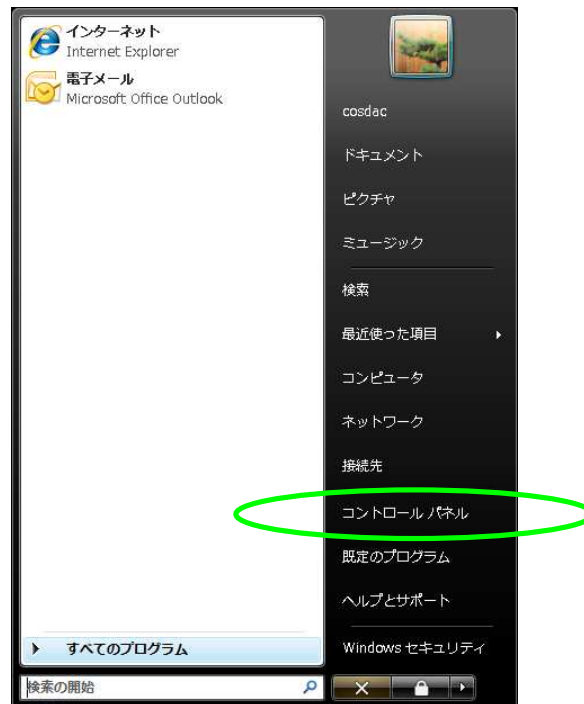 インターネット
Internet Explorer
電子メール
Microsoft Office Outlook
cosdac
ドキュメント
ピクチャ
ミュージック
検索
最近使った項目
コンピュータ
ネットワーク
接続先
コントロール パネル
既定のプログラム
ヘルプとサポート
すべてのプログラム
Windows セキュリティ
検索の開始